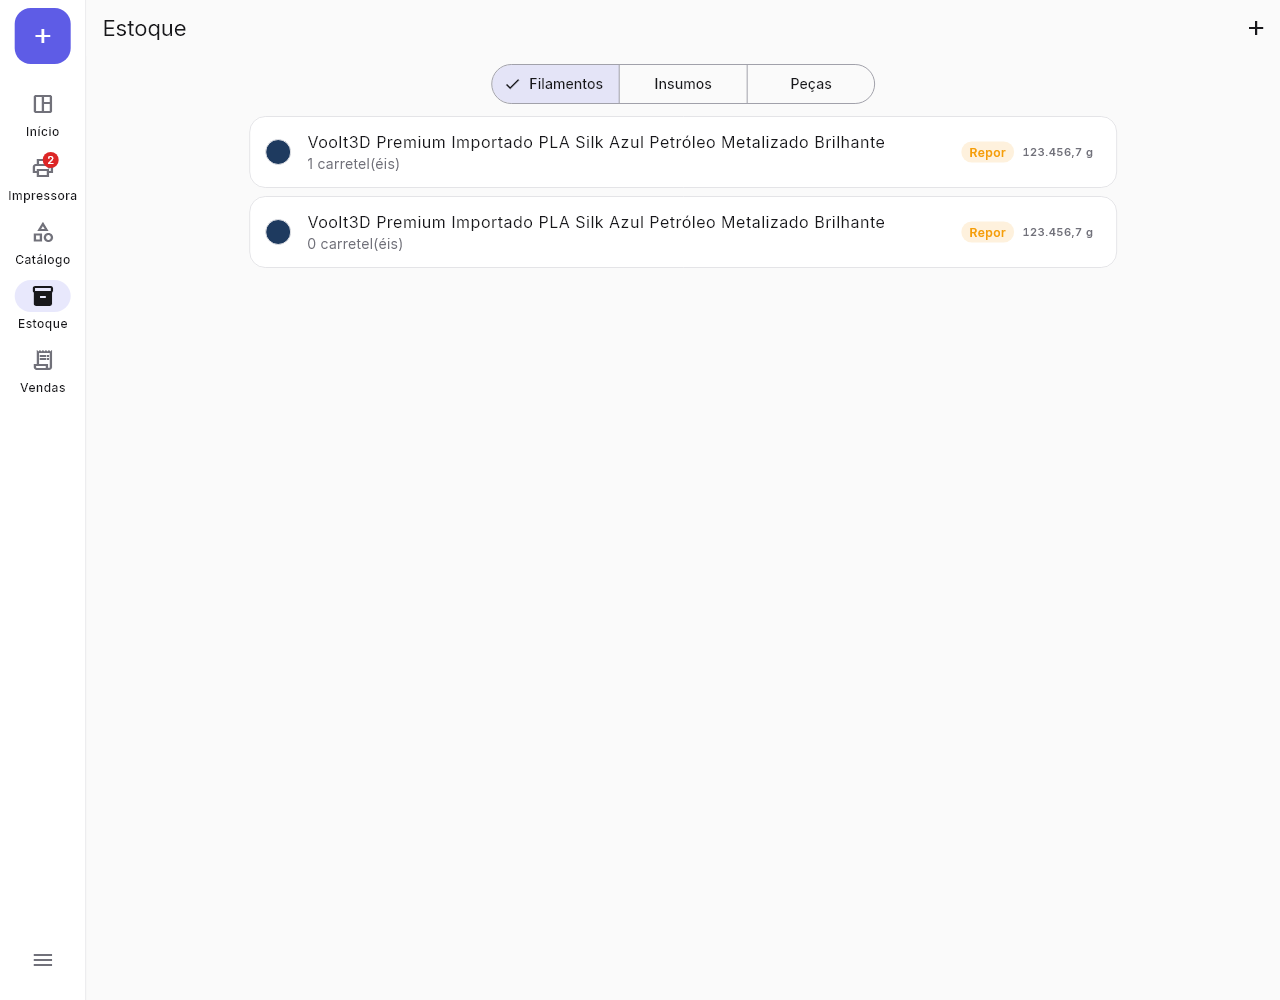 +
Início
2
Impressora
Catálogo
Estoque
Vendas
Estoque
+
Filamentos
Insumos
Peças
Voolt3D Premium Importado PLA Silk Azul Petróleo Metalizado Brilhante
1 carretel(éis)
Repor
123.456,7 g
Voolt3D Premium Importado PLA Silk Azul Petróleo Metalizado Brilhante
0 carretel(éis)
Repor
123.456,7 g